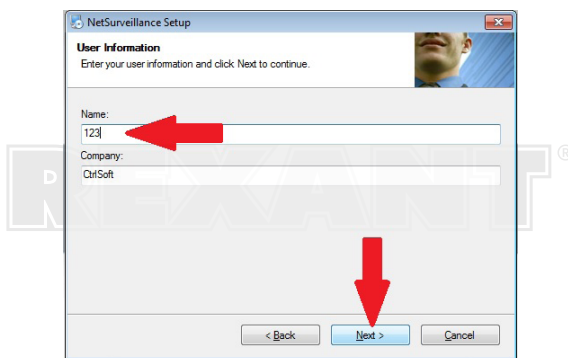 NetSurveillance Setup
User Information
Enter your user information and click Next to continue.
Name:
123
Company:
CtrlSoft
REXANT®
< Back
Next >
Cancel